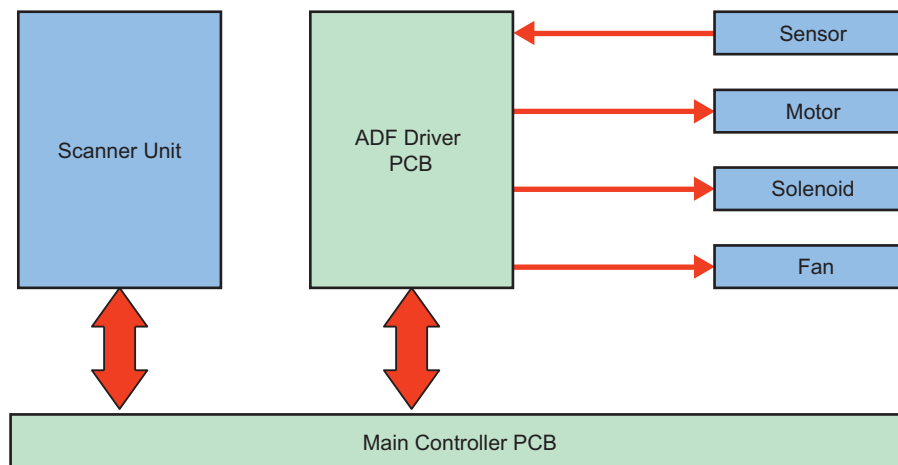 Scanner Unit
ADF Driver
PCB
Sensor
Motor
Solenoid
Fan
Main Controller PCB